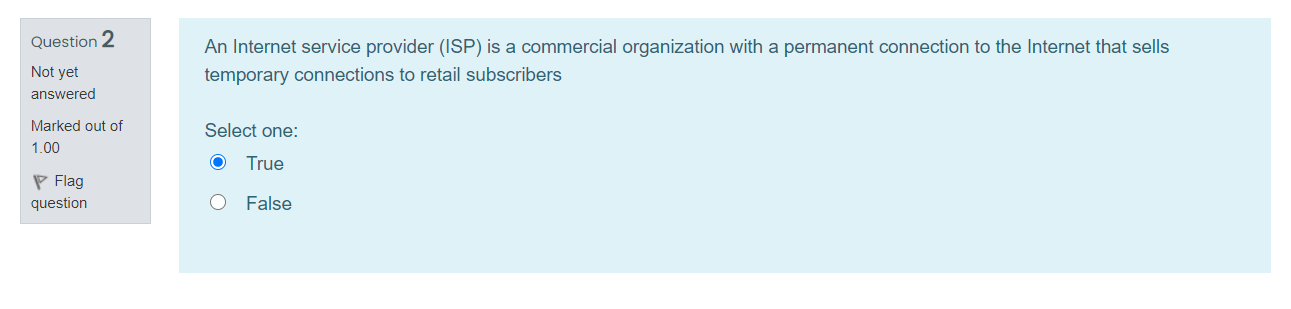 Question 2
Not yet
answered
Marked out of
1.00
Flag
question
An Internet service provider (ISP) is a commercial organization with a permanent connection to the Internet that sells
temporary connections to retail subscribers
Select one:
True
False